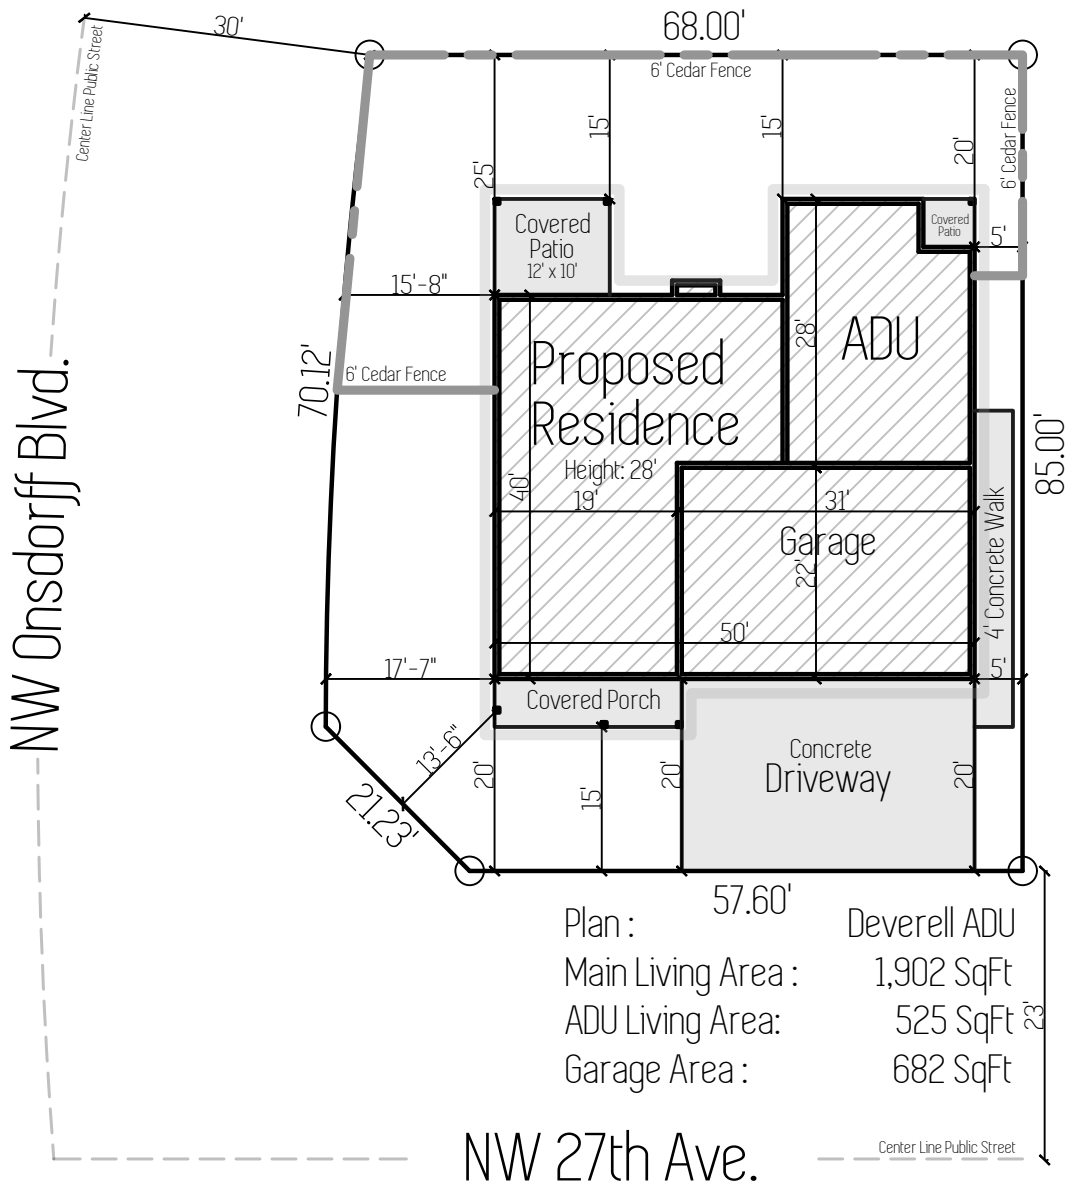 30'
68.00'
Center Line Public Street
6' Cedar Fence
6' Cedar Fence
15'
15'
20'
25'
Covered
Patio
12' x 10'
Covered
Patio
5'
15'-8"
28'
ADU
Proposed
Residence
Height: 28'
70.12'
6' Cedar Fence
NW Onsdorff Blvd.
85.00'
40'
19'
31'
Garage
22'
4' Concrete Walk
50'
17'-7"
5'
Covered Porch
13'-6"
21.23'
20'
15'
20'
20'
Concrete
Driveway
57.60'
Plan : Deverell ADU
Main Living Area : 1,902 SqFt
ADU Living Area: 525 SqFt
Garage Area : 682 SqFt
23'
Center Line Public Street
NW 27th Ave.